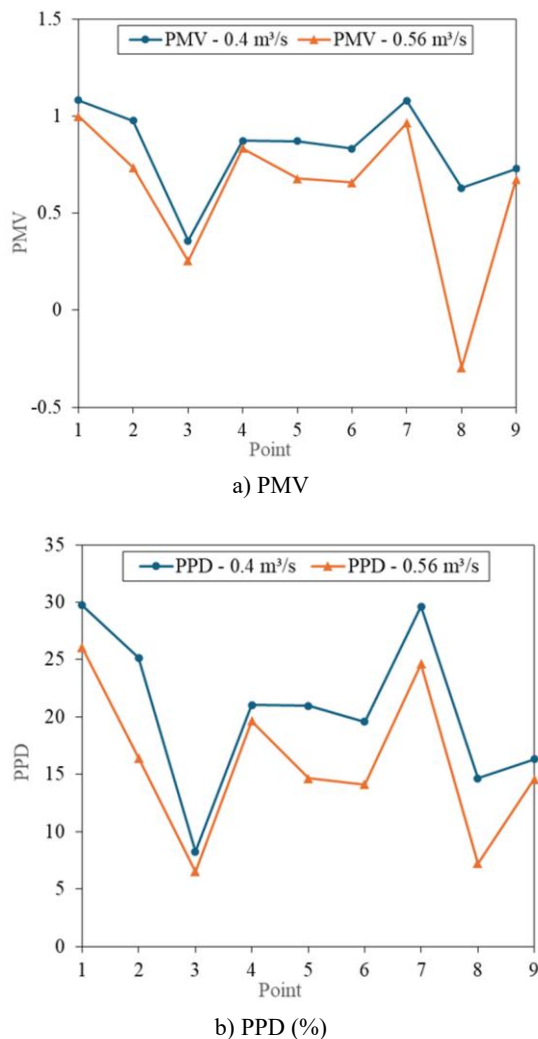 PMV - 0.4 m³/s PMV - 0.56 m³/s
1.5
1
0.5
0
-0.5
PMV
1 2 3 4 5 6 7 8 9
Point
a) PMV
PPD - 0.4 m³/s PPD - 0.56 m³/s
35
30
25
20
15
10
5
0
PPD
1 2 3 4 5 6 7 8 9
Point
b) PPD (%)